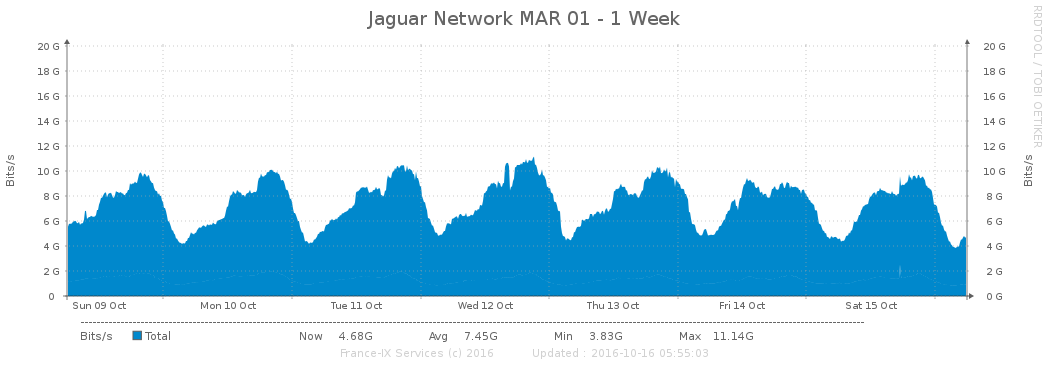 Jaguar Network MAR 01 - 1 Week
RRDTOOL / TOBI OETIKER
Bits/s
20 G 20 G
18 G 18 G
16 G 16 G
14 G 14 G
12 G 12 G
10 G 10 G
8 G 8 G
6 G 6 G
4 G 4 G
2 G 2 G
0 0 G
Bits/s
Sun 09 Oct Mon 10 Oct Tue 11 Oct Wed 12 Oct Thu 13 Oct Fri 14 Oct Sat 15 Oct
Bits/s Total Now 4.68G Avg 7.45G Min 3.83G Max 11.14G
France-IX Services (c) 2016 Updated : 2016-10-16 05:55:03